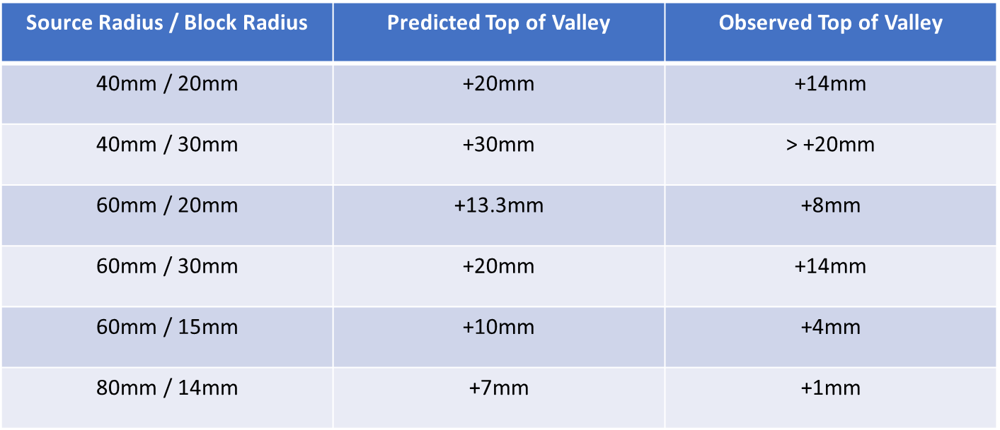 Source Radius / Block Radius Predicted Top of Valley Observed Top of Valley
40mm / 20mm +20mm +14mm
40mm / 30mm +30mm > +20mm
60mm / 20mm +13.3mm +8mm
60mm / 30mm +20mm +14mm
60mm / 15mm +10mm +4mm
80mm / 14mm +7mm +1mm